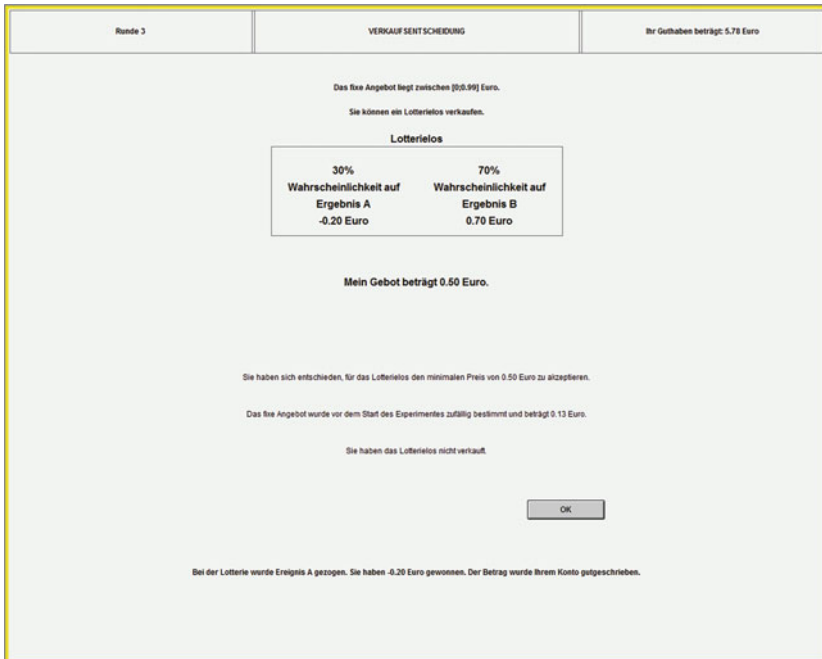 Runde 3
VERKAUFSENTSCHEIDUNG
Ihr Guthaben beträgt: 5.78 Euro
Das fixe Angebot liegt zwischen [0;0.99] Euro.
Sie können ein Lotterielos verkaufen.
Lotterielos
30% 70%
Wahrscheinlichkeit auf Wahrscheinlichkeit auf
Ergebnis A Ergebnis B
-0.20 Euro 0.70 Euro
Mein Gebot beträgt 0.50 Euro.
Sie haben sich entschieden, für das Lotterielos den minimalen Preis von 0.50 Euro zu akzeptieren.
Das fixe Angebot wurde vor dem Start des Experimentes zufällig bestimmt und beträgt 0.13 Euro.
Sie haben das Lotterielos nicht verkauft.
OK
Bei der Lotterie wurde Ereignis A gezogen. Sie haben -0.20 Euro gewonnen. Der Betrag wurde Ihrem Konto gutgeschrieben.